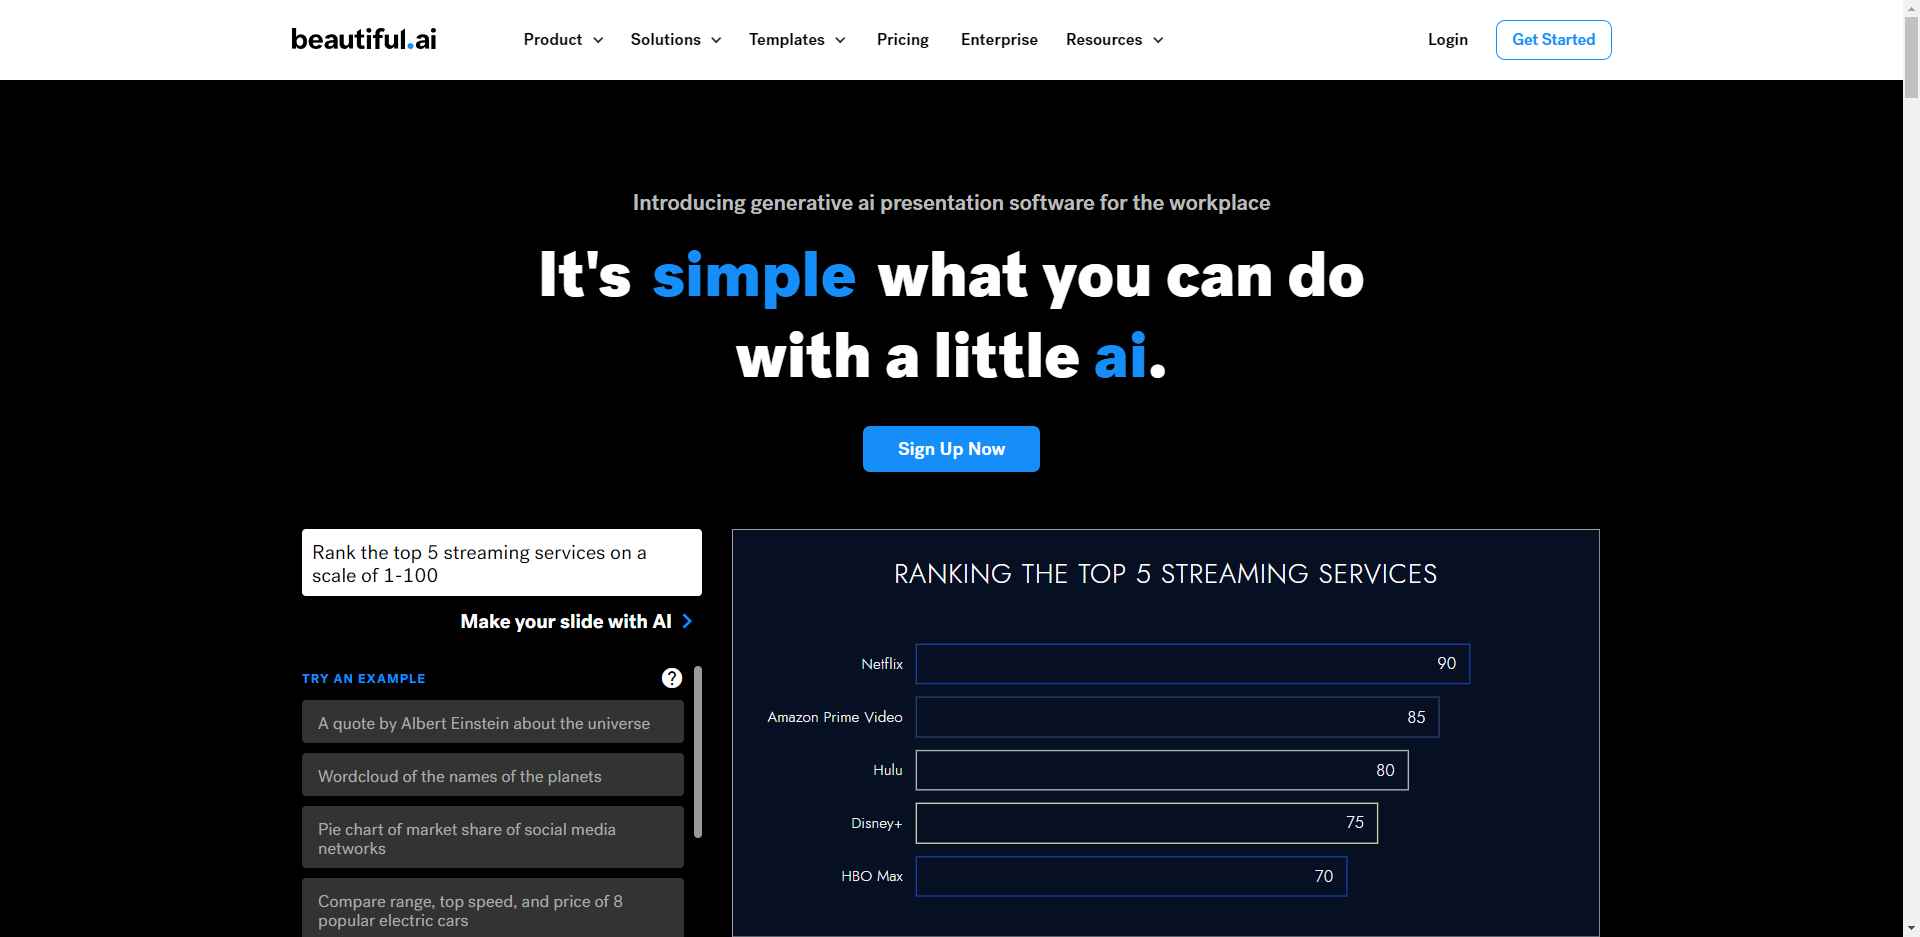 beautiful.ai
Product
Solutions
Templates
Pricing
Enterprise
Resources
Login
Get Started
Introducing generative ai presentation software for the workplace
It's simple what you can do
with a little ai.
Sign Up Now
Rank the top 5 streaming services on a
scale of 1-100
Make your slide with AI
TRY AN EXAMPLE
?
A quote by Albert Einstein about the universe
Wordcloud of the names of the planets
Pie chart of market share of social media
networks
Compare range, top speed, and price of 8
popular electric cars
RANKING THE TOP 5 STREAMING SERVICES
Netflix 90
Amazon Prime Video 85
Hulu 80
Disney+ 75
HBO Max 70